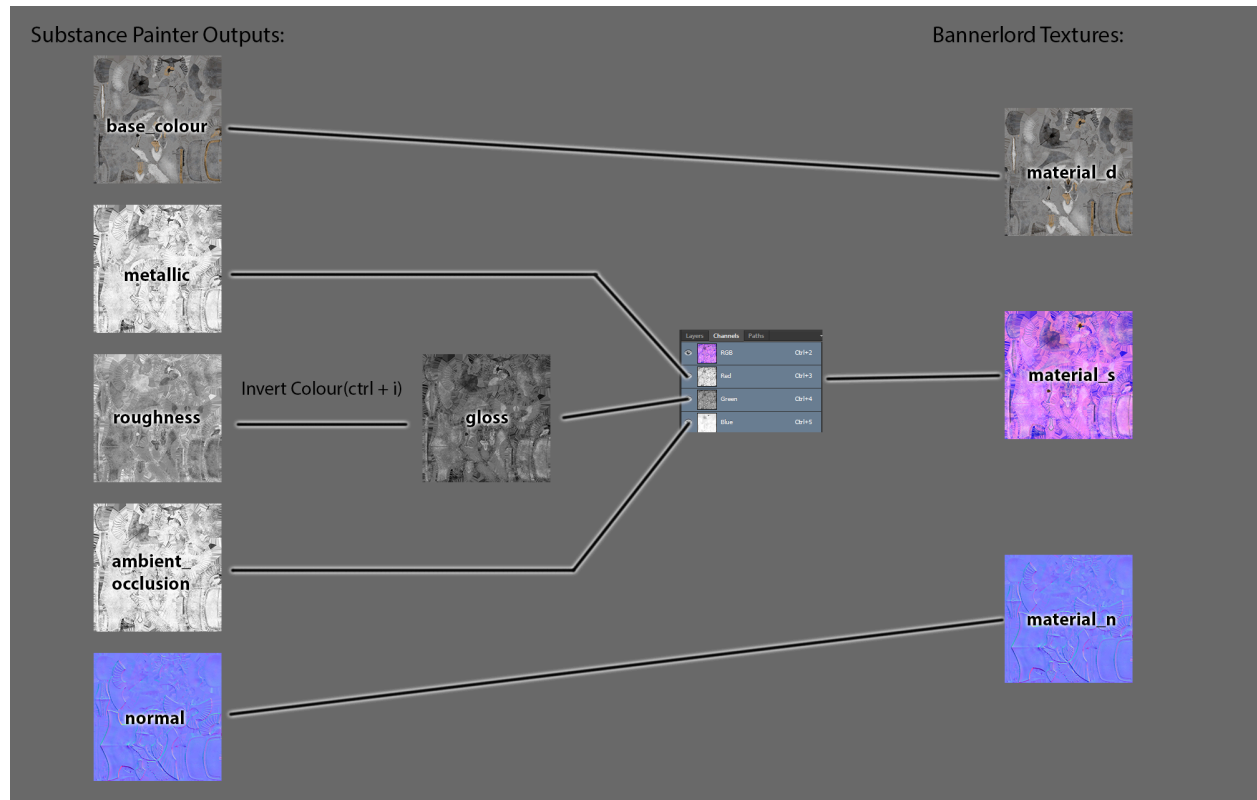 Substance Painter Outputs:
Bannerlord Textures:
base_colour
material_d
metallic
Layers Channels Paths
RGB Ctrl+2
Red Ctrl+3
Green Ctrl+4
Blue Ctrl+5
material_s
roughness
Invert Colour(ctrl + i)
gloss
ambient_
occlusion
material_n
normal